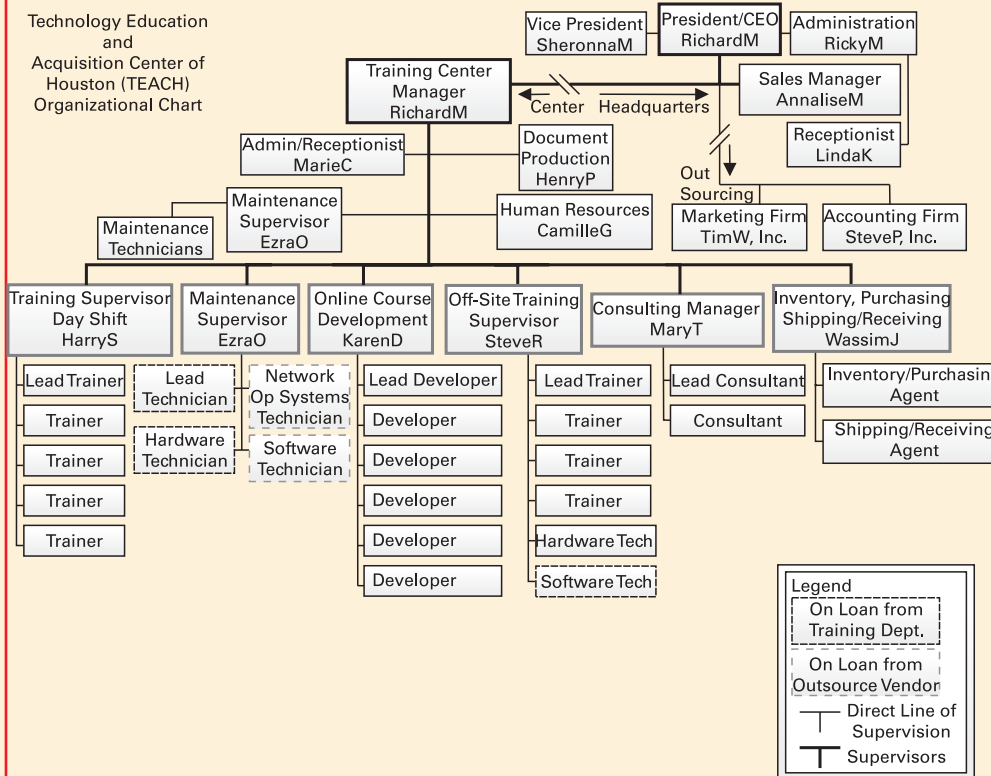 Technology Education
and
Acquisition Center of
Houston (TEACH)
Organizational Chart
Vice President
SheronnaM
President/CEO
RichardM
Administration
RickyM
Training Center
Manager
RichardM
Center
Headquarters
Sales Manager
AnnaliseM
Receptionist
LindaK
Admin/Receptionist
MarieC
Document
Production
HenryP
Out
Sourcing
Maintenance
Technicians
Maintenance
Supervisor
EzraO
Human Resources
CamilleG
Marketing Firm
TimW, Inc.
Accounting Firm
SteveP, Inc.
Training Supervisor
Day Shift
HarryS
Maintenance
Supervisor
EzraO
Online Course
Development
KarenD
Off-Site Training
Supervisor
SteveR
Consulting Manager
MaryT
Inventory, Purchasing
Shipping/Receiving
WassimJ
Lead Trainer
Trainer
Trainer
Trainer
Trainer
Lead
Technician
Network
Op Systems
Technician
Hardware
Technician
Software
Technician
Lead Developer
Developer
Developer
Developer
Developer
Developer
Lead Trainer
Trainer
Trainer
Trainer
Hardware Tech
Software Tech
Lead Consultant
Consultant
Inventory/Purchasin
Agent
Shipping/Receiving
Agent
Legend
On Loan from
Training Dept.
On Loan from
Outsource Vendor
Direct Line of
Supervision
Supervisors